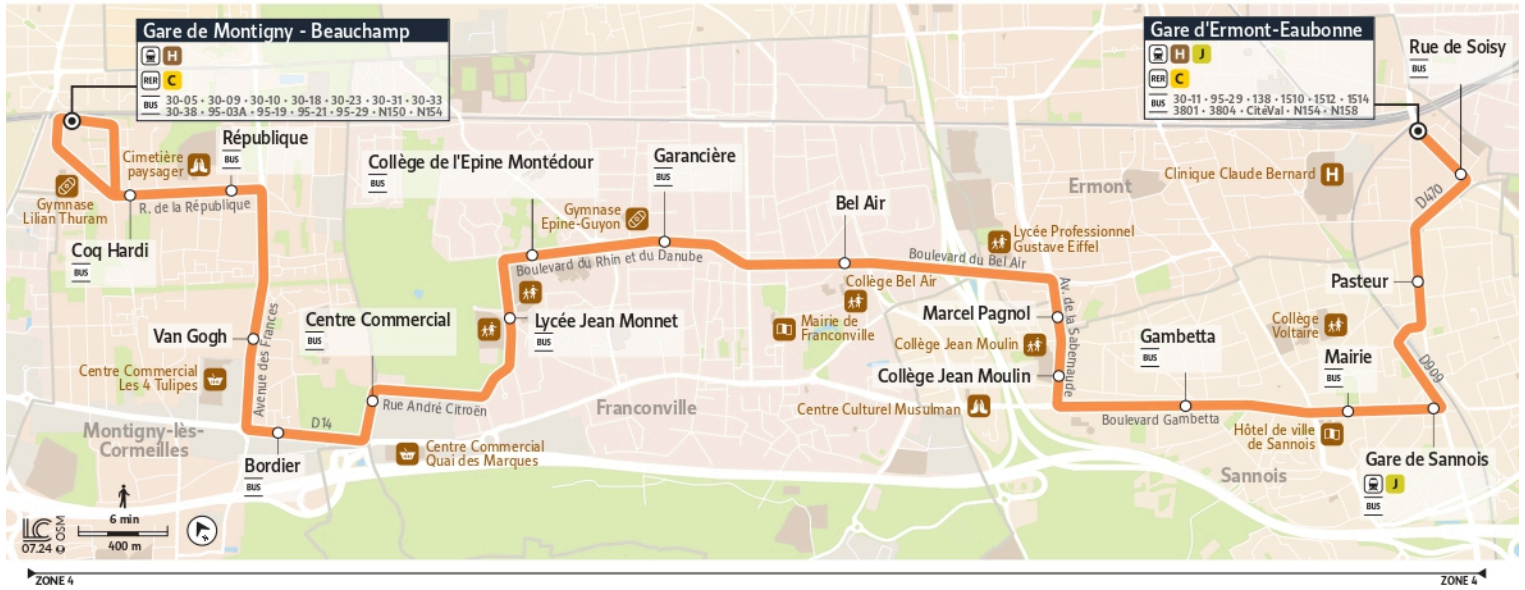 Gare de Montigny - Beauchamp
H
RER C
BUS 30-05 • 30-09 • 30-10 • 30-18 • 30-23 • 30-31 • 30-33
30-38 • 95-03A • 95-19 • 95-21 • 95-29 • N150 • N154
Gare d'Ermont-Eaubonne
H J
RER C
BUS 30-11 • 95-29 • 138 • 1510 • 1512 • 1514
3801 • 3804 • CitéVal • N154 • N158
Rue de Soisy
BUS
République
BUS
Cimetière
paysager
Gymnase
Lilian Thuram
R. de la République
Coq Hardi
BUS
Collège de l'Epine Montédour
BUS
Garancière
BUS
Gymnase
Epine-Guyon
Boulevard du Rhin et du Danube
Bel Air
Boulevard du Bel Air
Lycée Professionnel
Gustave Eiffel
Ermont
Clinique Claude Bernard
H
D470
Pasteur
Collège Bel Air
Mairie de
Franconville
Marcel Pagnol
Av. de la Sabernaude
Collège Jean Moulin
Collège Jean Moulin
Collège
Voltaire
Gambetta
BUS
Mairie
BUS
D909
Van Gogh
Avenue des Frances
Centre Commercial
Les 4 Tulipes
Centre Commercial
BUS
Lycée Jean Monnet
BUS
Rue André Citroën
D14
Franconville
Centre Culturel Musulman
Boulevard Gambetta
Hôtel de ville
de Sannois
Montigny-lès-
Cormeilles
Bordier
BUS
Centre Commercial
Quai des Marques
Sannois
Gare de Sannois
J
BUS
6 min
400 m
LC
07.24 © OSM
ZONE 4
ZONE 4